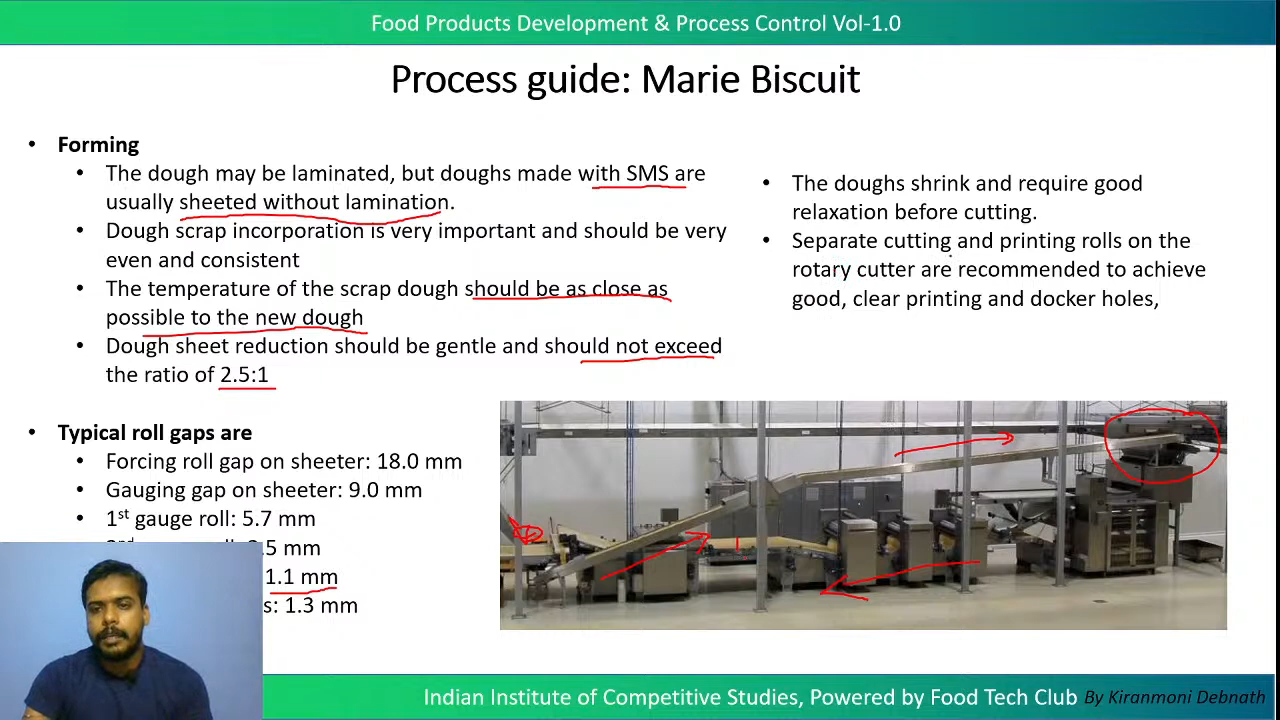 Food Products Development & Process Control Vol-1.0
Process guide: Marie Biscuit
• Forming
• The dough may be laminated, but doughs made with SMS are
usually sheeted without lamination.
• Dough scrap incorporation is very important and should be very
even and consistent
• The temperature of the scrap dough should be as close as
possible to the new dough
• Dough sheet reduction should be gentle and should not exceed
the ratio of 2.5:1
• Typical roll gaps are
• Forcing roll gap on sheeter: 18.0 mm
• Gauging gap on sheeter: 9.0 mm
• 1st gauge roll: 5.7 mm
.5 mm
1.1 mm
s: 1.3 mm
• The doughs shrink and require good
relaxation before cutting.
• Separate cutting and printing rolls on the
rotary cutter are recommended to achieve
good, clear printing and docker holes,
Indian Institute of Competitive Studies, Powered by Food Tech Club By Kiranmoni Debnath